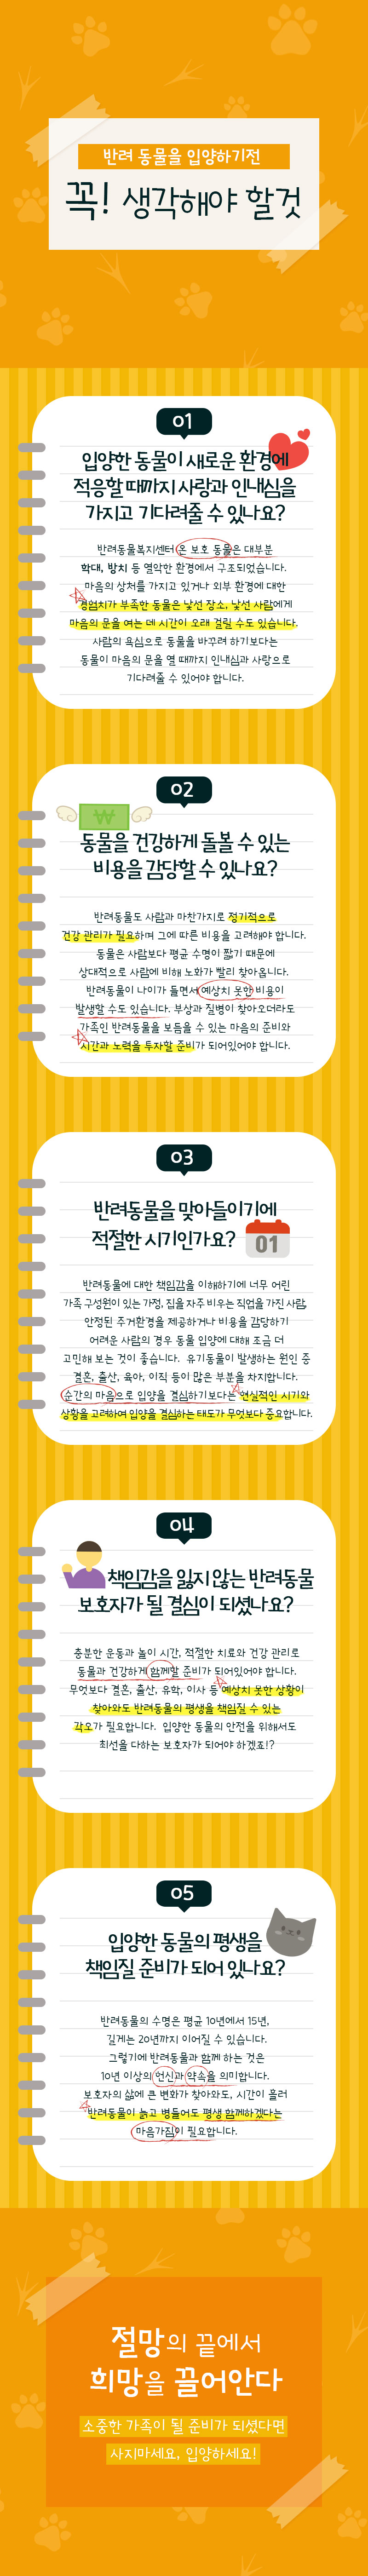 반려 동물을 입양하기전
꼭! 생각해야 할것
01
입양한 동물이 새로운 환경에
적응할 때까지 사랑과 인내심을
가지고 기다려줄 수 있나요?
반려동물복지센터 온 보호 동물은 대부분
학대, 방치 등 열악한 환경에서 구조되었습니다.
마음의 상처를 가지고 있거나 외부 환경에 대한
경험치가 부족한 동물은 낯선 장소, 낯선 사람에게
마음의 문을 여는 데 시간이 오래 걸릴 수도 있습니다.
사람의 욕심으로 동물을 바꾸려 하기보다는
동물이 마음의 문을 열 때까지 인내심과 사랑으로
기다려줄 수 있어야 합니다.
02
₩
동물을 건강하게 돌볼 수 있는
비용을 감당할 수 있나요?
반려동물도 사람과 마찬가지로 정기적으로
건강 관리가 필요하며 그에 따른 비용을 고려해야 합니다.
동물은 사람보다 평균 수명이 짧기 때문에
상대적으로 사람에 비해 노화가 빨리 찾아옵니다.
반려동물이 나이가 들면서 예상치 못한 비용이
발생할 수도 있습니다. 부상과 질병이 찾아오더라도
가족인 반려동물을 보듬을 수 있는 마음의 준비와
시간과 노력을 투자할 준비가 되어있어야 합니다.
03
반려동물을 맞아들이기에
적절한 시기인가요?
01
반려동물에 대한 책임감을 이해하기에 너무 어린
가족 구성원이 있는 가정, 집을 자주 비우는 직업을 가진 사람,
안정된 주거환경을 제공하거나 비용을 감당하기
어려운 사람의 경우 동물 입양에 대해 조금 더
고민해 보는 것이 좋습니다. 유기동물이 발생하는 원인 중
결혼, 출산, 육아, 이직 등이 많은 부분을 차지합니다.
순간의 마음으로 입양을 결심하기보다는 현실적인 시기와
상황을 고려하여 입양을 결심하는 태도가 무엇보다 중요합니다.
04
책임감을 잃지 않는 반려동물
보호자가 될 결심이 되셨나요?
충분한 운동과 놀이 시간, 적절한 치료와 건강 관리로
동물과 건강하게 함께할 준비가 되어있어야 합니다.
무엇보다 결혼, 출산, 유학, 이사 등 예상치 못한 상황이
찾아와도 반려동물의 평생을 책임질 수 있는
각오가 필요합니다. 입양한 동물의 안전을 위해서도
최선을 다하는 보호자가 되어야 하겠죠!?
05
입양한 동물의 평생을
책임질 준비가 되어 있나요?
반려동물의 수명은 평균 10년에서 15년,
길게는 20년까지 이어질 수 있습니다.
그렇기에 반려동물과 함께 하는 것은
10년 이상의 헌신과 약속을 의미합니다.
보호자의 삶에 큰 변화가 찾아와도, 시간이 흘러
반려동물이 늙고 병들어도 평생 함께하겠다는
마음가짐이 필요합니다.
절망의 끝에서
희망을 끌어안다
소중한 가족이 될 준비가 되셨다면
사지마세요, 입양하세요!